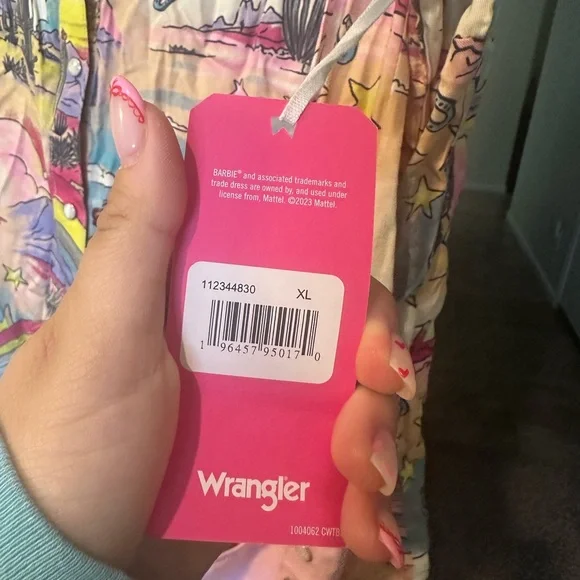 BARBIE® and associated trademarks and
trade dress are owned by, and used under
license from, Mattel. ©2023 Mattel.
112344830 XL
1 96457 95017 0
Wrangler
1004062 CWTB